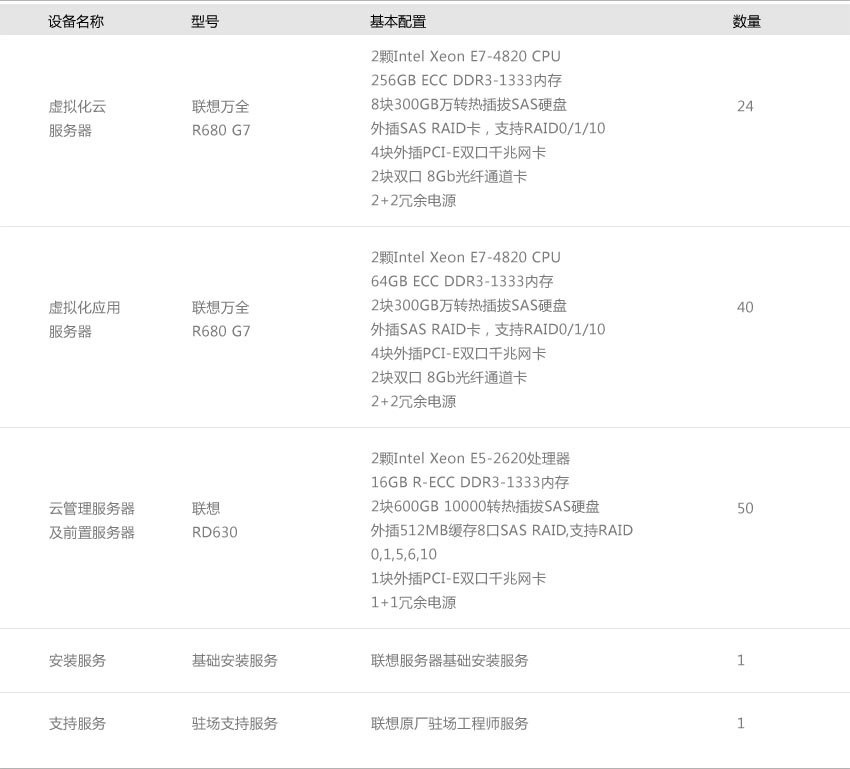 设备名称 型号 基本配置 数量
虚拟化云
服务器
联想万全
R680 G7
2颗Intel Xeon E7-4820 CPU
256GB ECC DDR3-1333内存
8块300GB万转热插拔SAS硬盘
外插SAS RAID卡，支持RAID0/1/10
4块外插PCI-E双口千兆网卡
2块双口 8Gb光纤通道卡
2+2冗余电源
24
虚拟化应用
服务器
联想万全
R680 G7
2颗Intel Xeon E7-4820 CPU
64GB ECC DDR3-1333内存
2块300GB万转热插拔SAS硬盘
外插SAS RAID卡，支持RAID0/1/10
4块外插PCI-E双口千兆网卡
2块双口 8Gb光纤通道卡
2+2冗余电源
40
云管理服务器
及前置服务器
联想
RD630
2颗Intel Xeon E5-2620处理器
16GB R-ECC DDR3-1333内存
2块600GB 10000转热插拔SAS硬盘
外插512MB缓存8口SAS RAID,支持RAID
0,1,5,6,10
1块外插PCI-E双口千兆网卡
1+1冗余电源
50
安装服务 基础安装服务 联想服务器基础安装服务 1
支持服务 驻场支持服务 联想原厂驻场工程师服务 1